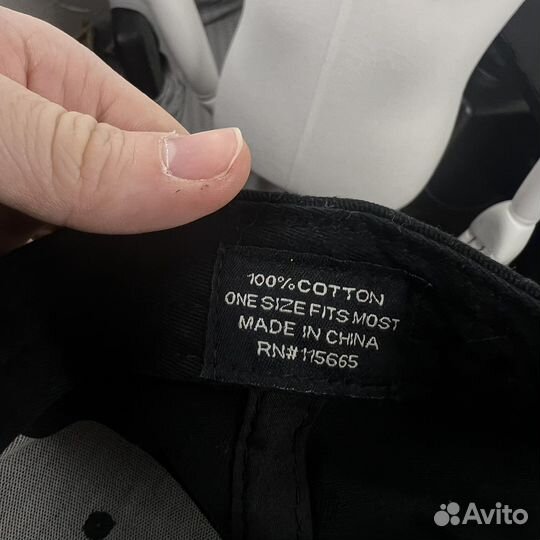 100%COTTON
ONE SIZE FITS MOST
MADE IN CHINA
RN#115665
Avito